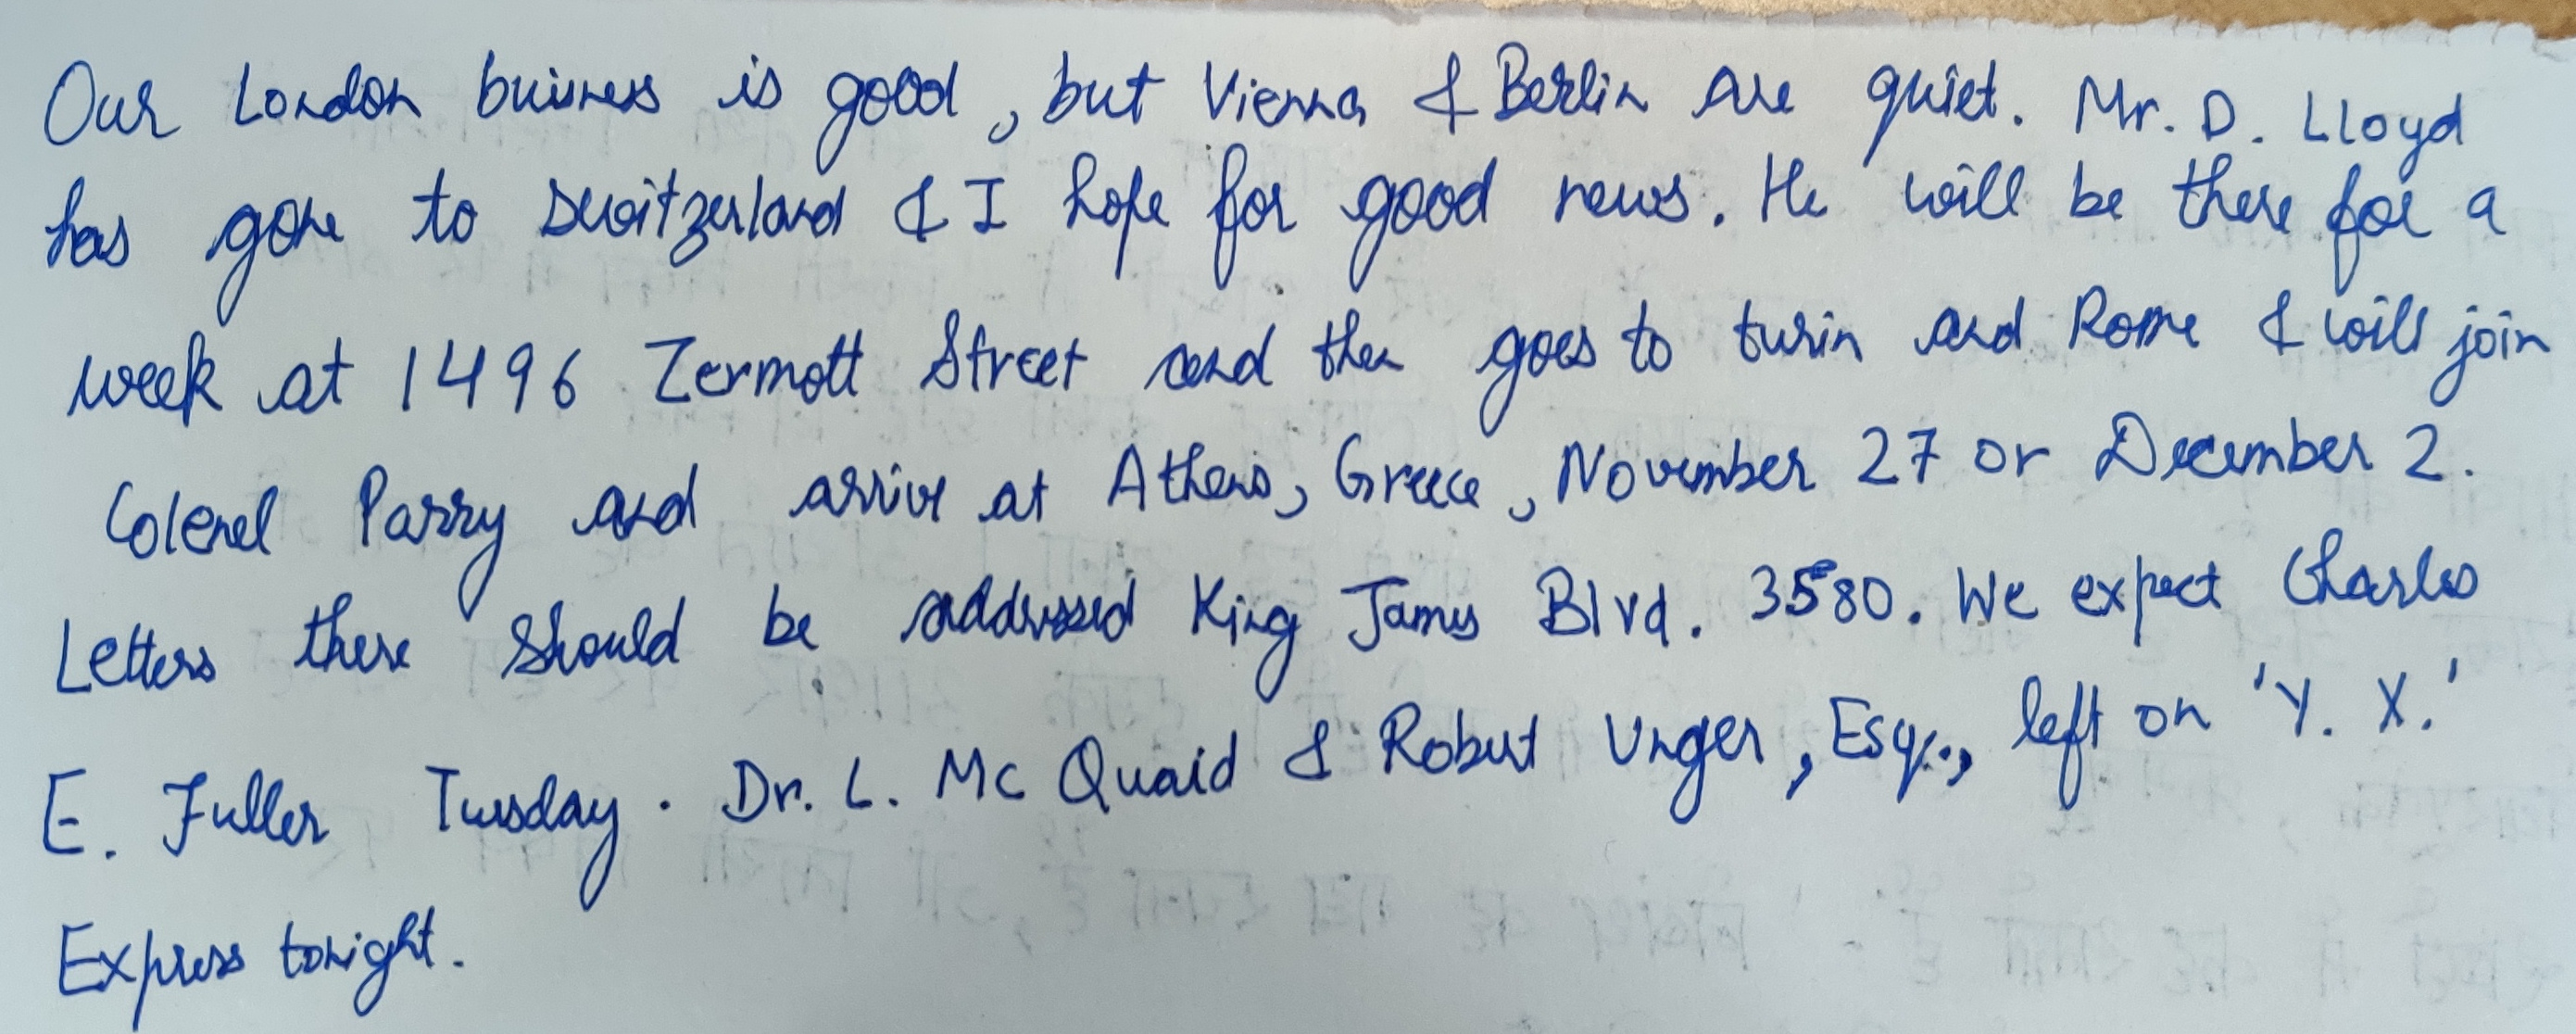 Our London buisness is good, but Vienna & Berlin are quiet. Mr. D. Lloyd
has gone to switzerland & I hope for good news. He will be there for a
week at 1496 Zermott Street and then goes to turin and Rome & will join
Colenel Parry and arrive at Athens, Greece, November 27 or December 2.
Letters there should be addressed King James Blvd. 3580. We expect Charles
E. Fuller Tuesday. Dr. L. Mc Quaid & Robert Unger, Esq., left on 'Y. X.'
Express tonight.